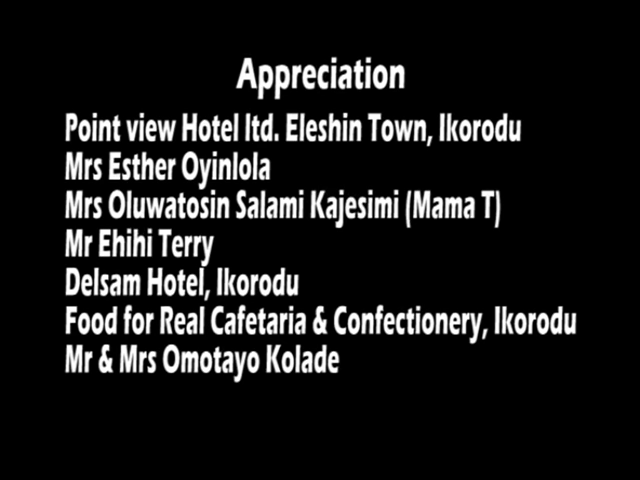 Appreciation
Point view Hotel ltd. Eleshin Town, Ikorodu
Mrs Esther Oyinlola
Mrs Oluwatosin Salami Kajesimi (Mama T)
Mr Ehihi Terry
Delsam Hotel, Ikorodu
Food for Real Cafetaria & Confectionery, Ikorodu
Mr & Mrs Omotayo Kolade